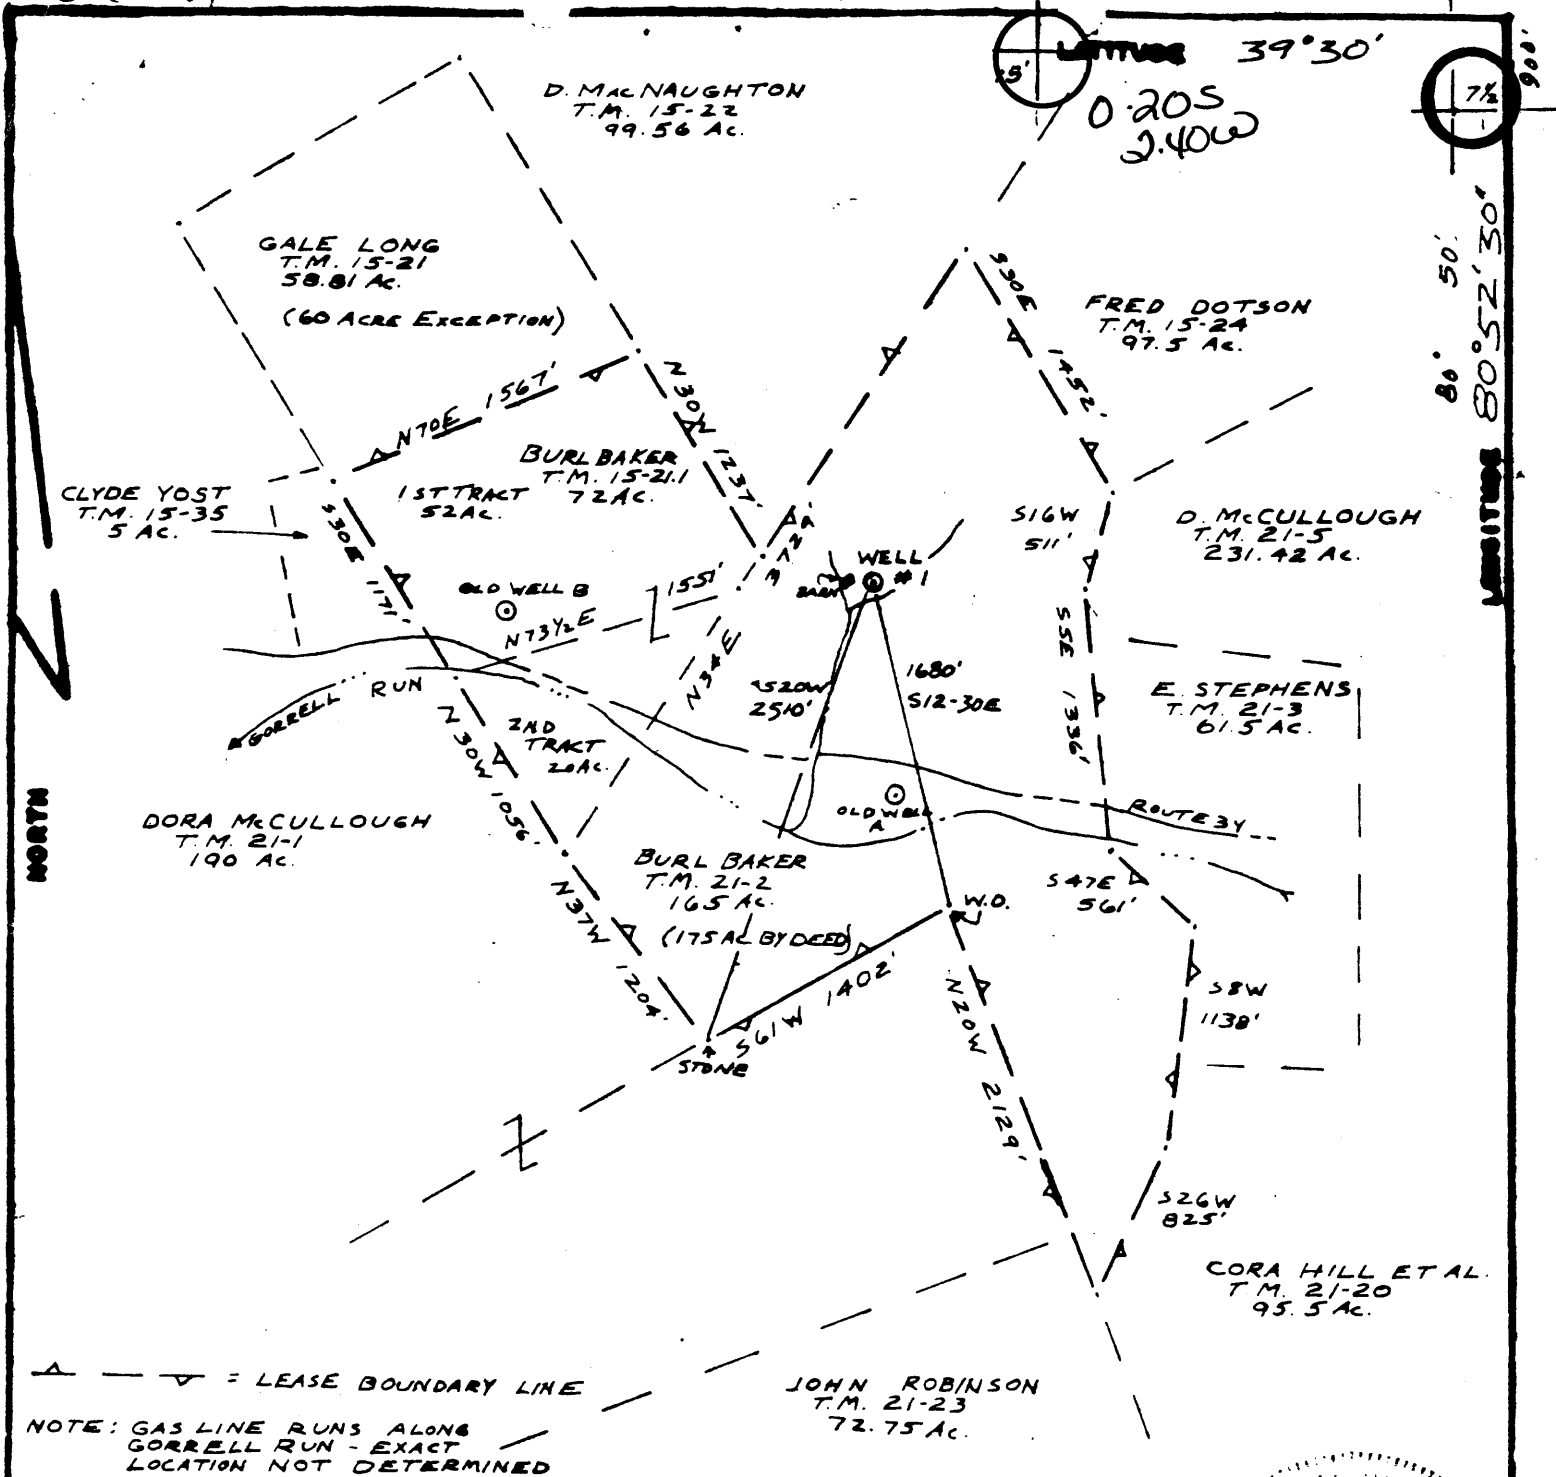 LATITUDE 39°30'
5'
0.20S
2.40W
7½
900'
80° 50'
80°52'30"
D. MACNAUGHTON
T.M. 15-22
99.56 AC.
GALE LONG
T.M. 15-21
58.81 AC.
(60 ACRE EXCEPTION)
S30E 1452'
FRED DOTSON
T.M. 15-24
97.5 AC.
N70E 1567'
N30W 1237'
BURL BAKER
T.M. 15-21.1
72 AC.
1ST TRACT
52 AC.
CLYDE YOST
T.M. 15-35
5 AC.
S30E 1171'
S16W
511'
D. McCULLOUGH
T.M. 21-5
231.42 AC.
WELL
#1
BARN
OLD WELL B
N73½E 1551'
N34E
S5E 1336'
S20W
2510'
1680'
S12-30E
E. STEPHENS
T.M. 21-3
61.5 AC.
GORRELL RUN
N30W 1056'
2ND
TRACT
20 AC.
OLD WELL
A
ROUTE 34
NORTH
DORA McCULLOUGH
T.M. 21-1
190 AC.
BURL BAKER
T.M. 21-2
165 AC.
(175 AC BY DEED)
S47E
561'
W.O.
N37W 1204'
S61W 1402'
STONE
N20W 2129'
S8W
1138'
S26W
825'
CORA HILL ET AL.
T.M. 21-20
95.5 AC.
= LEASE BOUNDARY LINE
JOHN ROBINSON
T.M. 21-23
72.75 AC.
NOTE: GAS LINE RUNS ALONG
GORRELL RUN - EXACT
LOCATION NOT DETERMINED